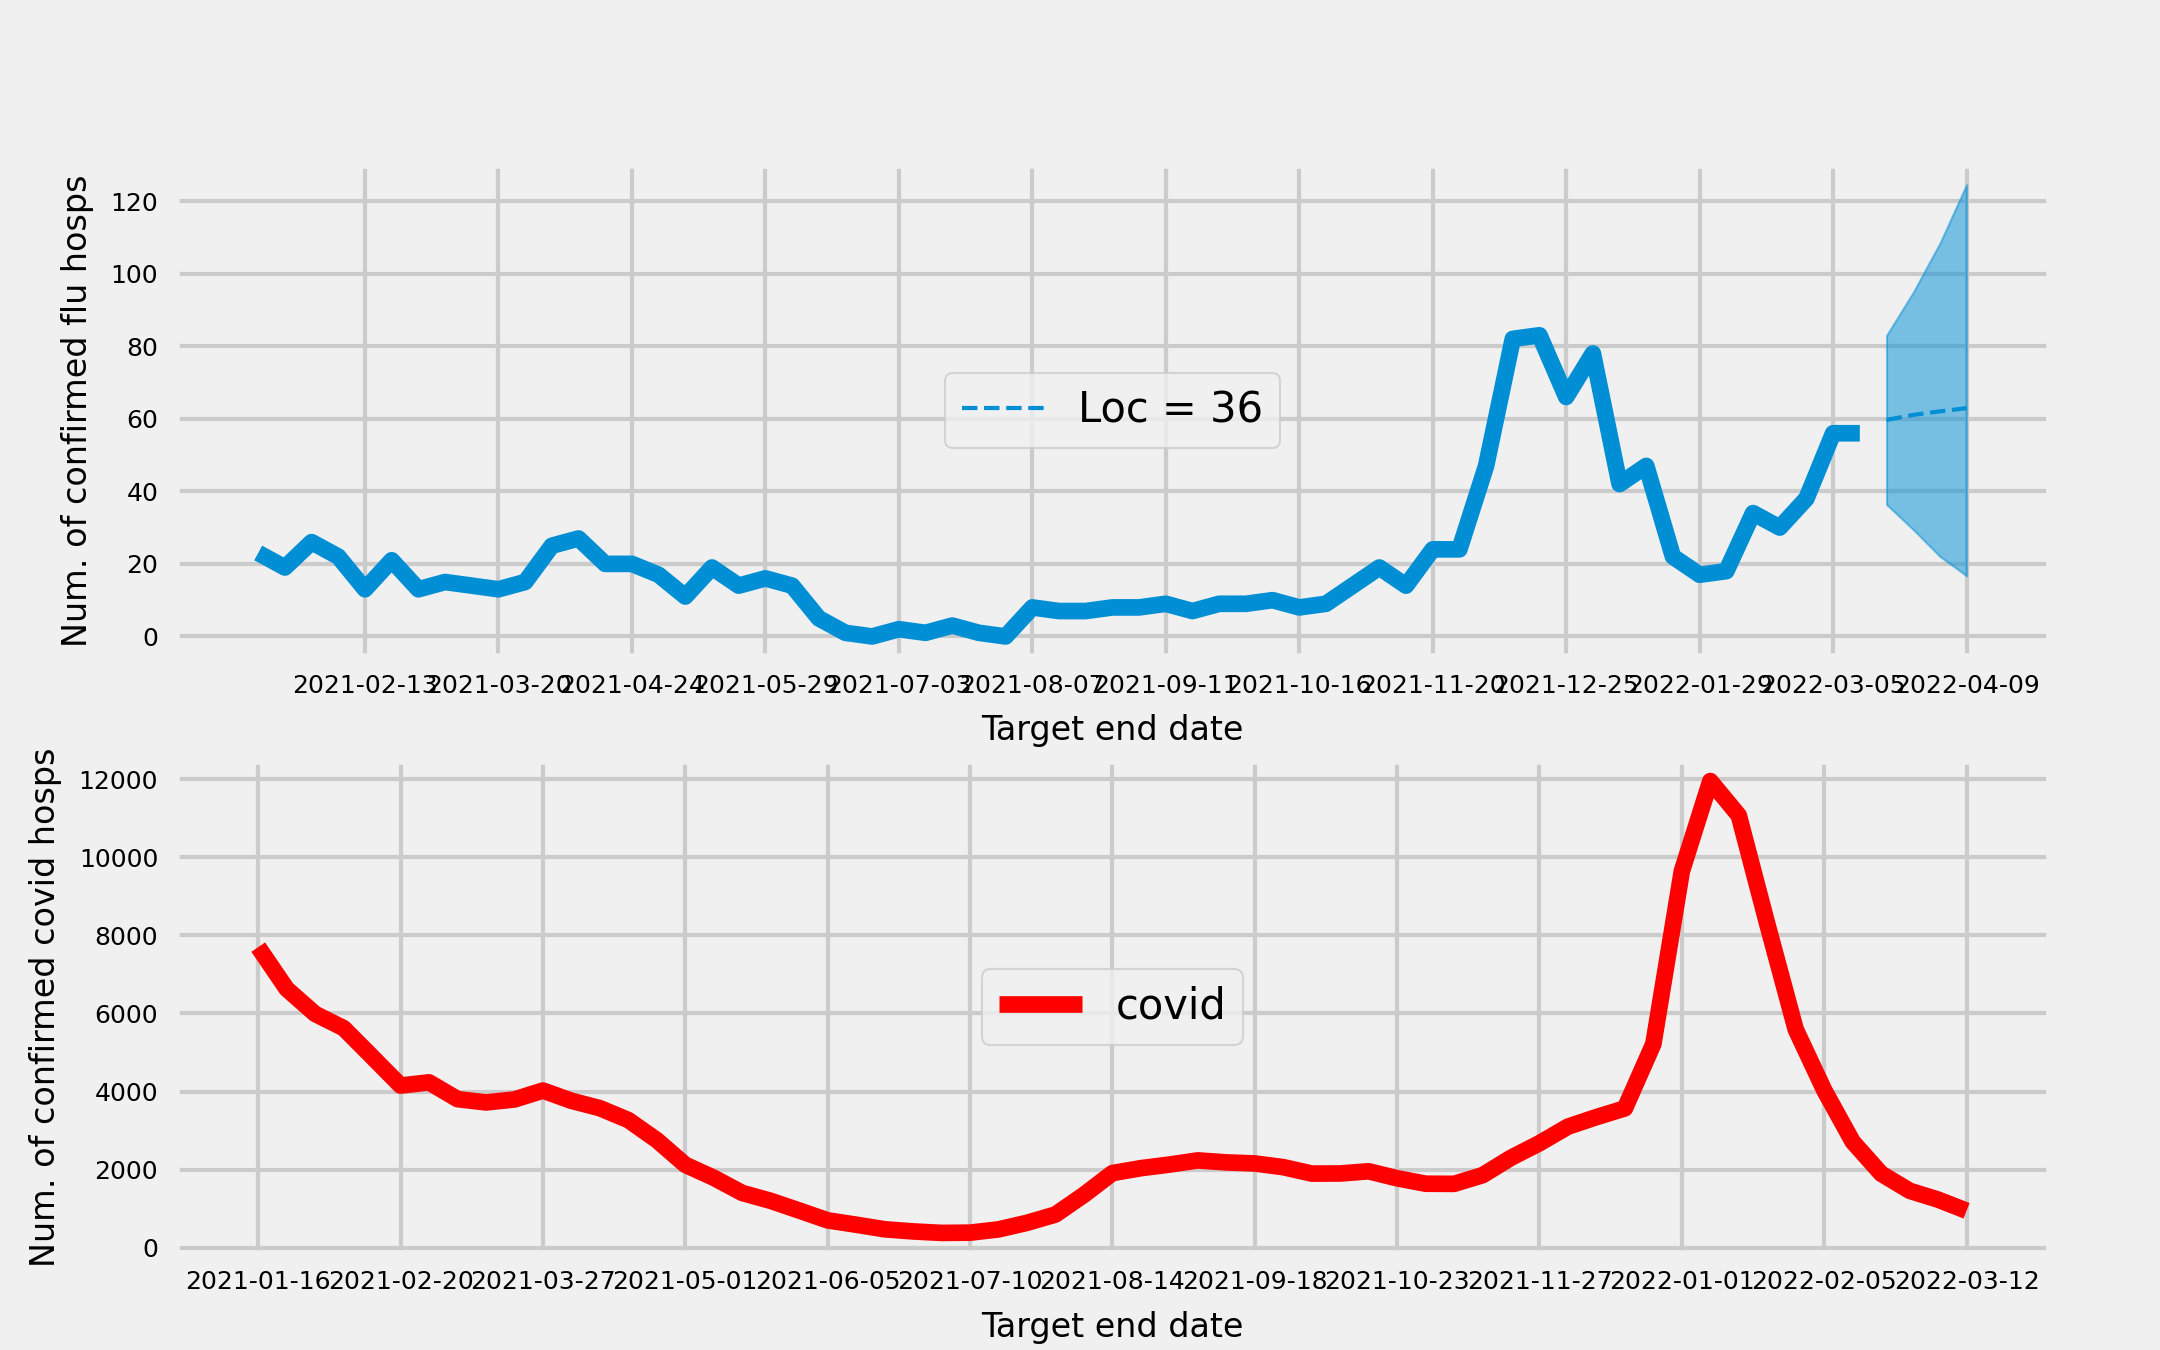 Num. of confirmed flu hosps
120
100
80
60
40
20
0
Loc = 36
2021-02-13 2021-03-20 2021-04-24 2021-05-29 2021-07-03 2021-08-07 2021-09-11 2021-10-16 2021-11-20 2021-12-25 2022-01-29 2022-03-05 2022-04-09
Target end date
Num. of confirmed covid hosps
12000
10000
8000
6000
4000
2000
0
covid
2021-01-16 2021-02-20 2021-03-27 2021-05-01 2021-06-05 2021-07-10 2021-08-14 2021-09-18 2021-10-23 2021-11-27 2022-01-01 2022-02-05 2022-03-12
Target end date